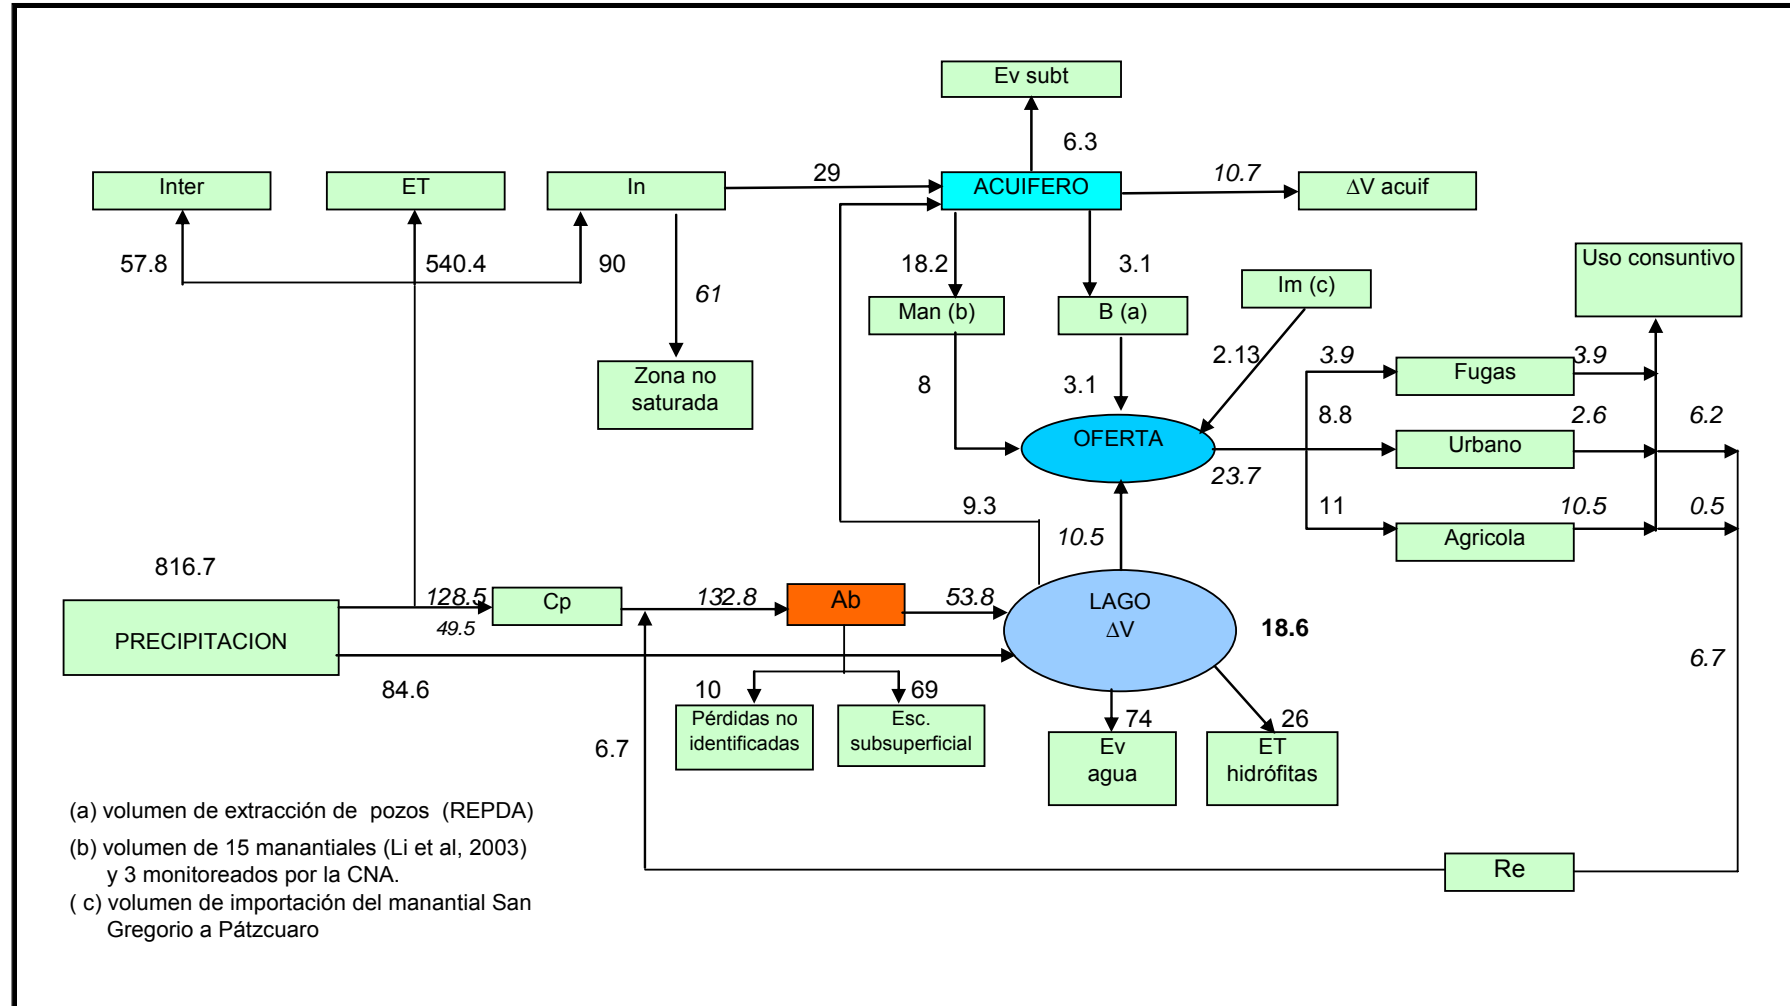 Ev subt
6.3
Inter
ET
In
29
ACUIFERO
10.7
ΔV acuif
57.8
540.4
90
61
18.2
3.1
Uso consuntivo
Im (c)
Man (b)
B (a)
Zona no
saturada
8
3.1
2.13
3.9
Fugas
3.9
OFERTA
23.7
8.8
Urbano
2.6
6.2
11
Agricola
10.5
0.5
9.3
10.5
816.7
PRECIPITACION
128.5
49.5
Cp
132.8
Ab
53.8
LAGO
ΔV
18.6
84.6
10
69
Pérdidas no
identificadas
Esc.
subsuperficial
74
26
Ev
agua
ET
hidrófitas
6.7
6.7
Re
(a) volumen de extracción de pozos (REPDA)
(b) volumen de 15 manantiales (Li et al, 2003)
y 3 monitoreados por la CNA.
( c) volumen de importación del manantial San
Gregorio a Pátzcuaro